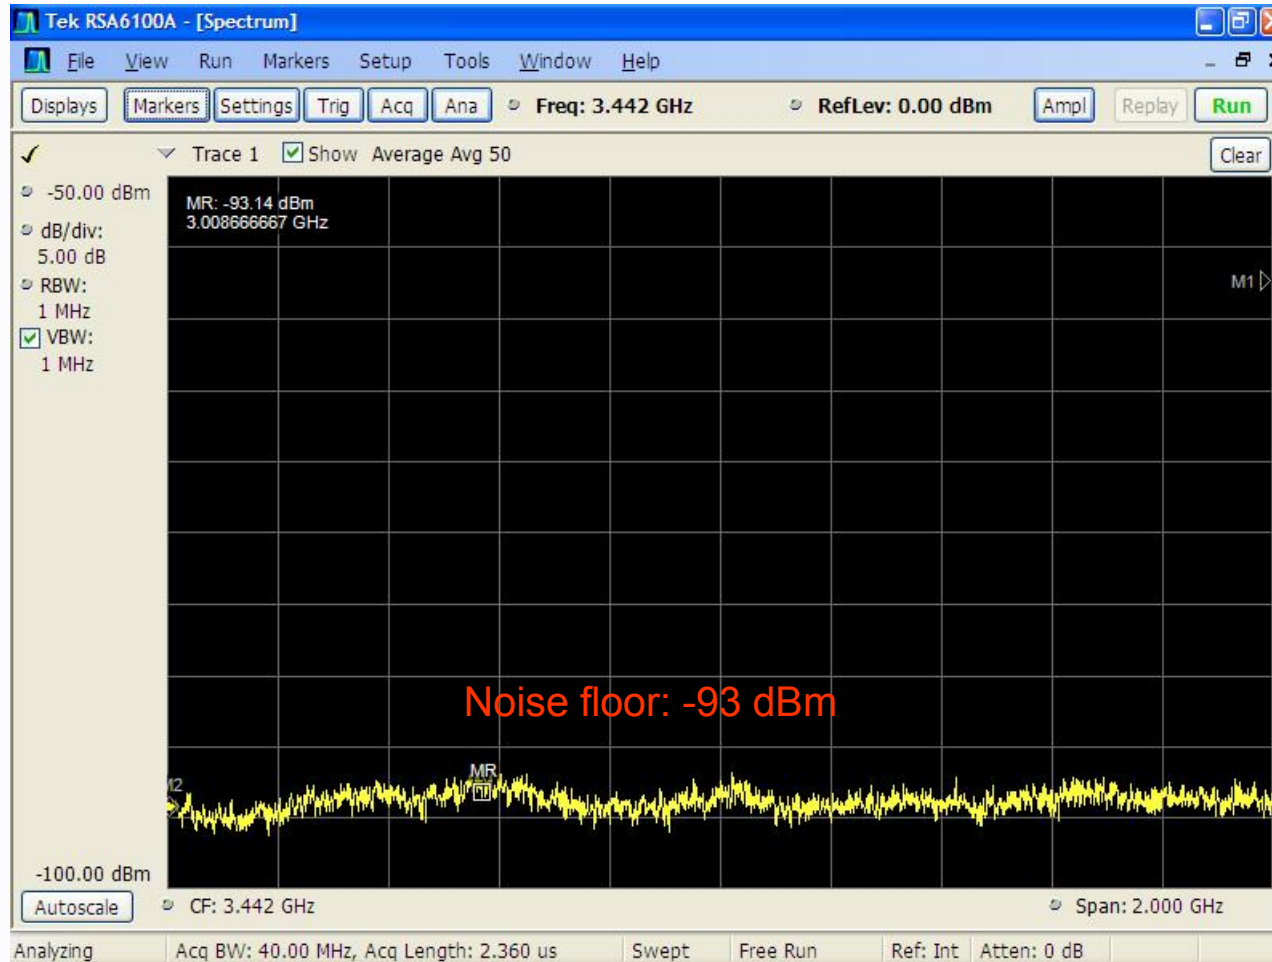 Tek RSA6100A - [Spectrum]
File View Run Markers Setup Tools Window Help
Displays Markers Settings Trig Acq Ana Freq: 3.442 GHz RefLev: 0.00 dBm Ampl Replay Run
Trace 1 Show Average Avg 50 Clear
-50.00 dBm
dB/div:
5.00 dB
RBW:
1 MHz
VBW:
1 MHz
MR: -93.14 dBm
3.008666667 GHz
M1
Noise floor: -93 dBm
MR
M2
-100.00 dBm
Autoscale CF: 3.442 GHz Span: 2.000 GHz
Analyzing Acq BW: 40.00 MHz, Acq Length: 2.360 us Swept Free Run Ref: Int Atten: 0 dB